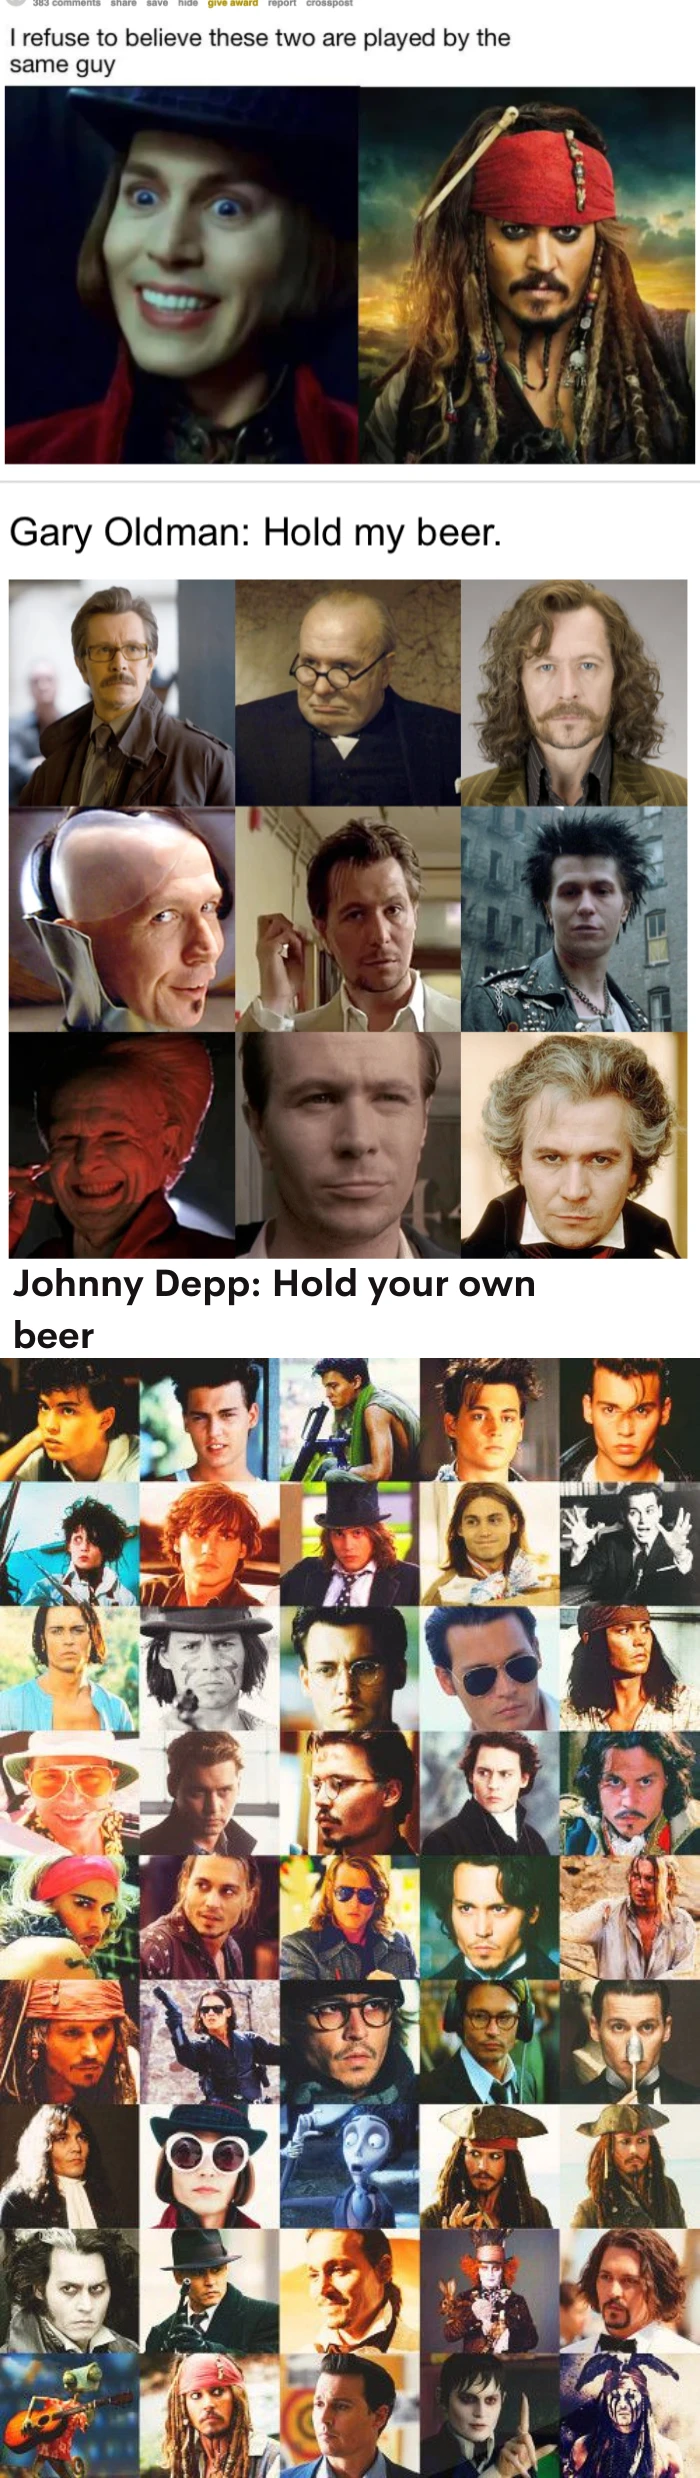 383 comments share save hide give award report crosspost
I refuse to believe these two are played by the
same guy
Gary Oldman: Hold my beer.
Johnny Depp: Hold your own
beer